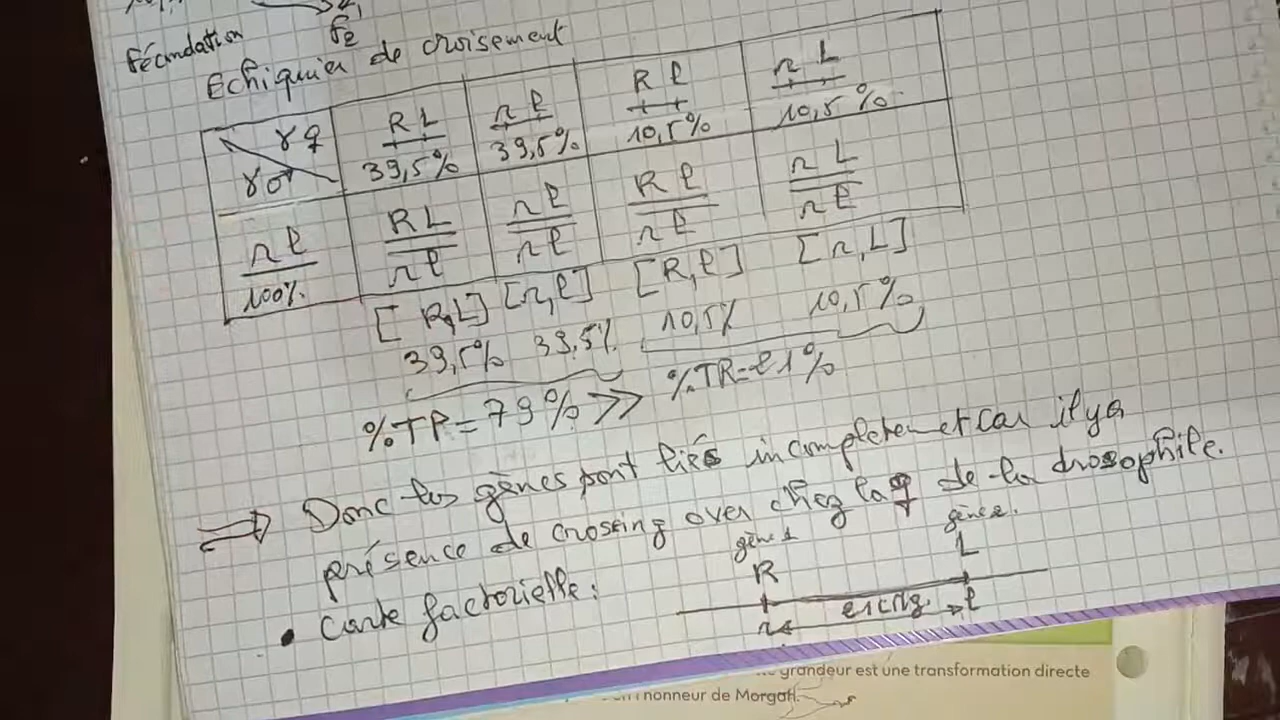 Fécondation
F2
Echiquier de croisement
γ♀
γ♂
R L
39,5%
r l
39,5%
R l
10,5%
r L
10,5%
r l
100%
R L
r l
r l
r l
R l
r l
r L
r l
[R,L] [r,l] [R,l] [r,L]
39,5% 39,5% 10,5% 10,5%
%TP = 79% >> %TR = 21%
⇒ Donc les gènes sont liés incomplètemet car il ya
présence de crossing over chez la ♀ de la drosophile.
• Carte factorielle:
gène 1
gène 2.
R
L
r
l
grandeur est une transformation directe
honneur de Morgan.